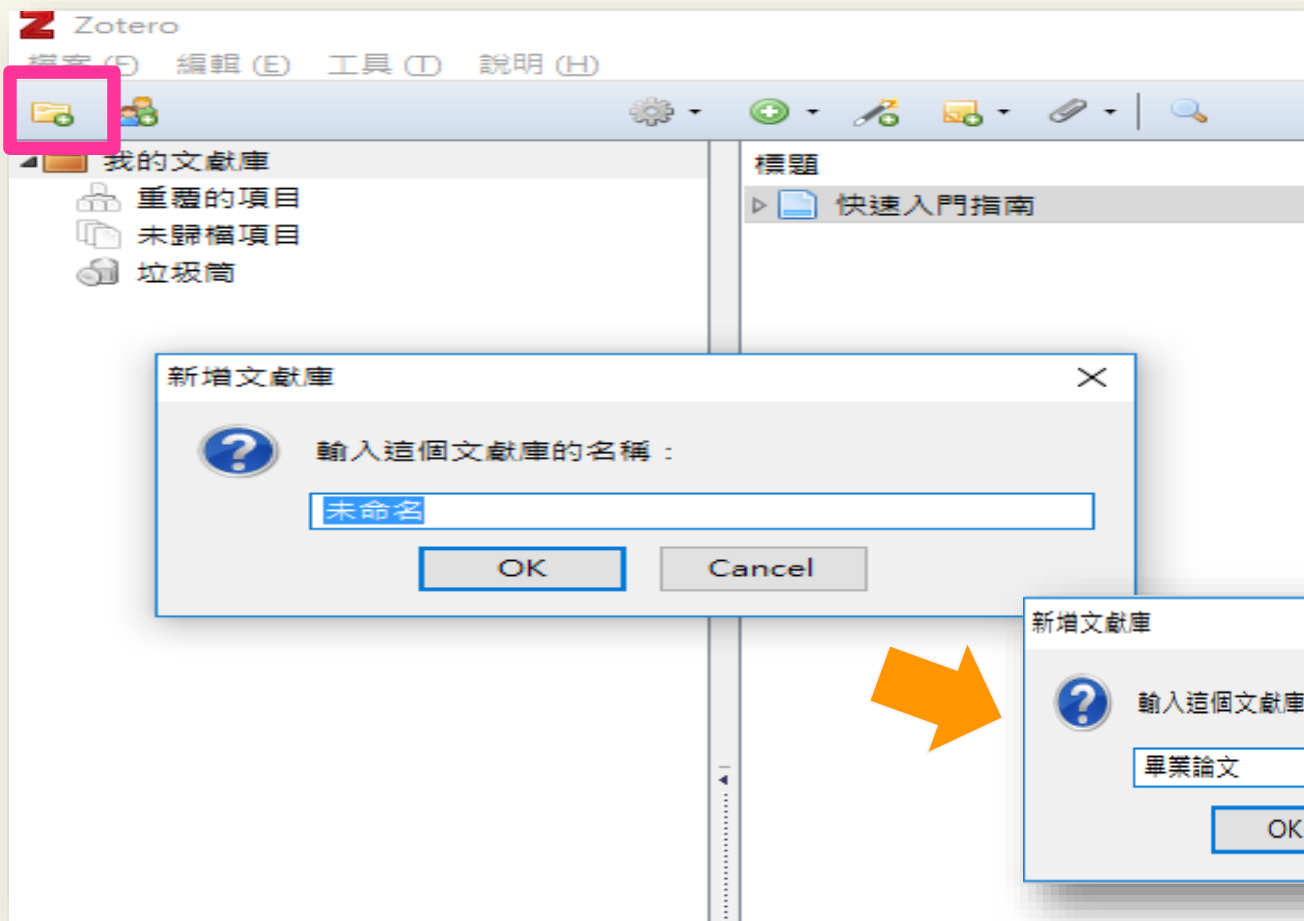 Zotero
檔案 (F) 編輯 (E) 工具 (T) 說明 (H)
我的文獻庫
重覆的項目
未歸檔項目
垃圾筒
標題
快速入門指南
新增文獻庫
輸入這個文獻庫的名稱：
未命名
OK Cancel
新增文獻庫
輸入這個文獻庫
畢業論文
OK